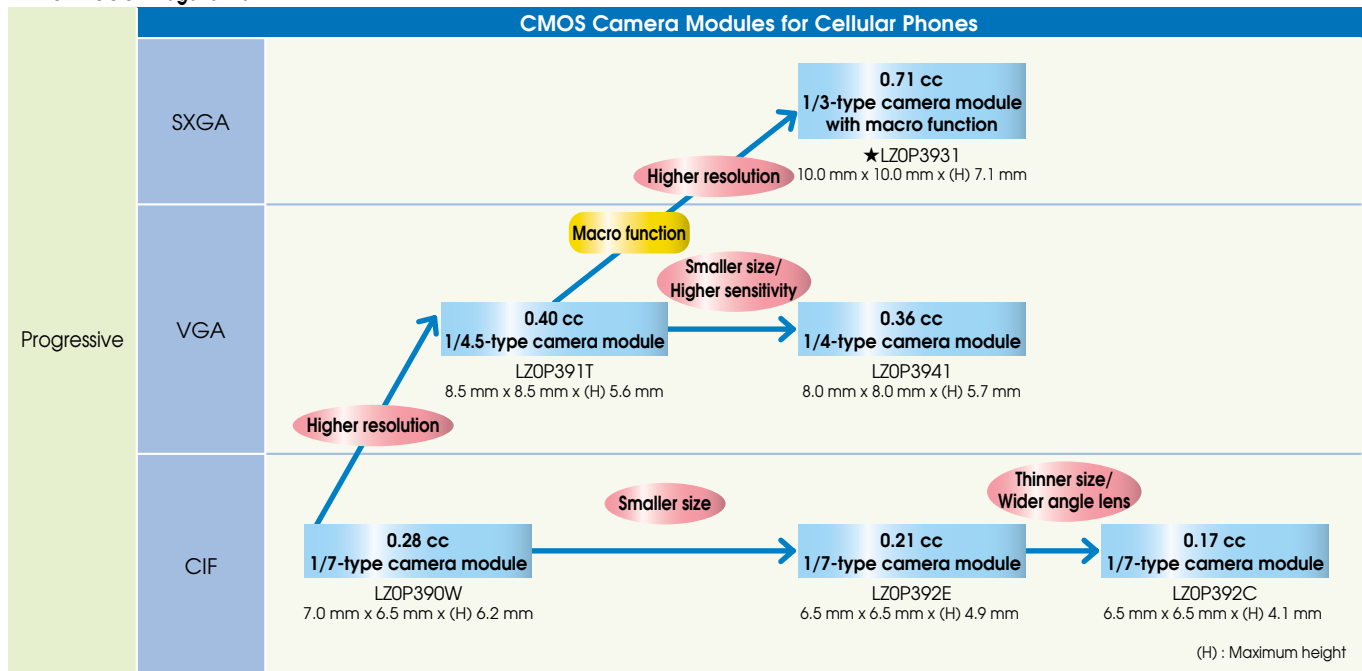 CMOS Camera Modules for Cellular Phones
Progressive
SXGA
0.71 cc
1/3-type camera module
with macro function
★LZ0P3931
10.0 mm x 10.0 mm x (H) 7.1 mm
Higher resolution
Macro function
VGA
Smaller size/
Higher sensitivity
0.40 cc
1/4.5-type camera module
LZ0P391T
8.5 mm x 8.5 mm x (H) 5.6 mm
0.36 cc
1/4-type camera module
LZ0P3941
8.0 mm x 8.0 mm x (H) 5.7 mm
Higher resolution
CIF
Smaller size
Thinner size/
Wider angle lens
0.28 cc
1/7-type camera module
LZ0P390W
7.0 mm x 6.5 mm x (H) 6.2 mm
0.21 cc
1/7-type camera module
LZ0P392E
6.5 mm x 6.5 mm x (H) 4.9 mm
0.17 cc
1/7-type camera module
LZ0P392C
6.5 mm x 6.5 mm x (H) 4.1 mm
(H) : Maximum height